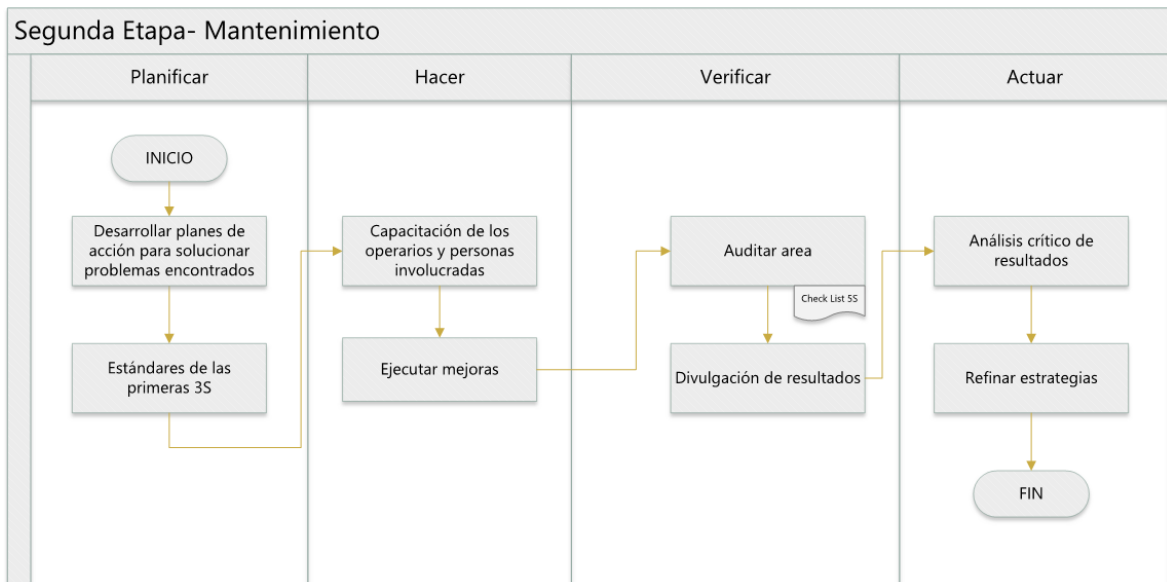 Segunda Etapa- Mantenimiento
Planificar
Hacer
Verificar
Actuar
INICIO
Desarrollar planes de
acción para solucionar
problemas encontrados
Estándares de las
primeras 3S
Capacitación de los
operarios y personas
involucradas
Ejecutar mejoras
Auditar area
Check List 5S
Divulgación de resultados
Análisis crítico de
resultados
Refinar estrategias
FIN